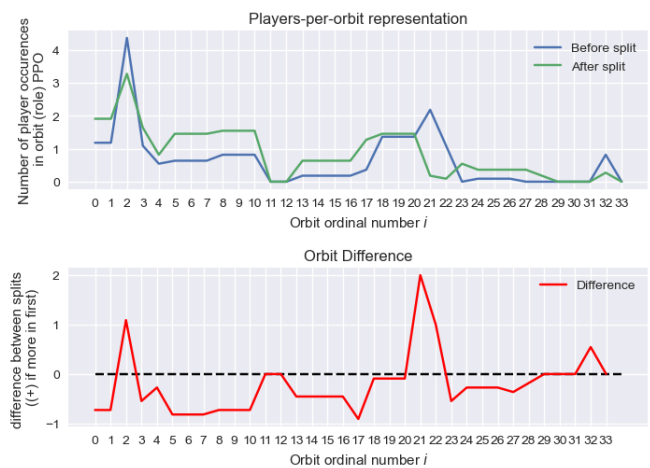 Players-per-orbit representation
Number of player occurences
in orbit (role) PPO
4
3
2
1
0
Before split
After split
0 1 2 3 4 5 6 7 8 9 10 11 12 13 14 15 16 17 18 19 20 21 22 23 24 25 26 27 28 29 30 31 32 33
Orbit ordinal number i
Orbit Difference
difference between splits
((+) if more in first)
2
1
0
−1
Difference
0 1 2 3 4 5 6 7 8 9 10 11 12 13 14 15 16 17 18 19 20 21 22 23 24 25 26 27 28 29 30 31 32 33
Orbit ordinal number i